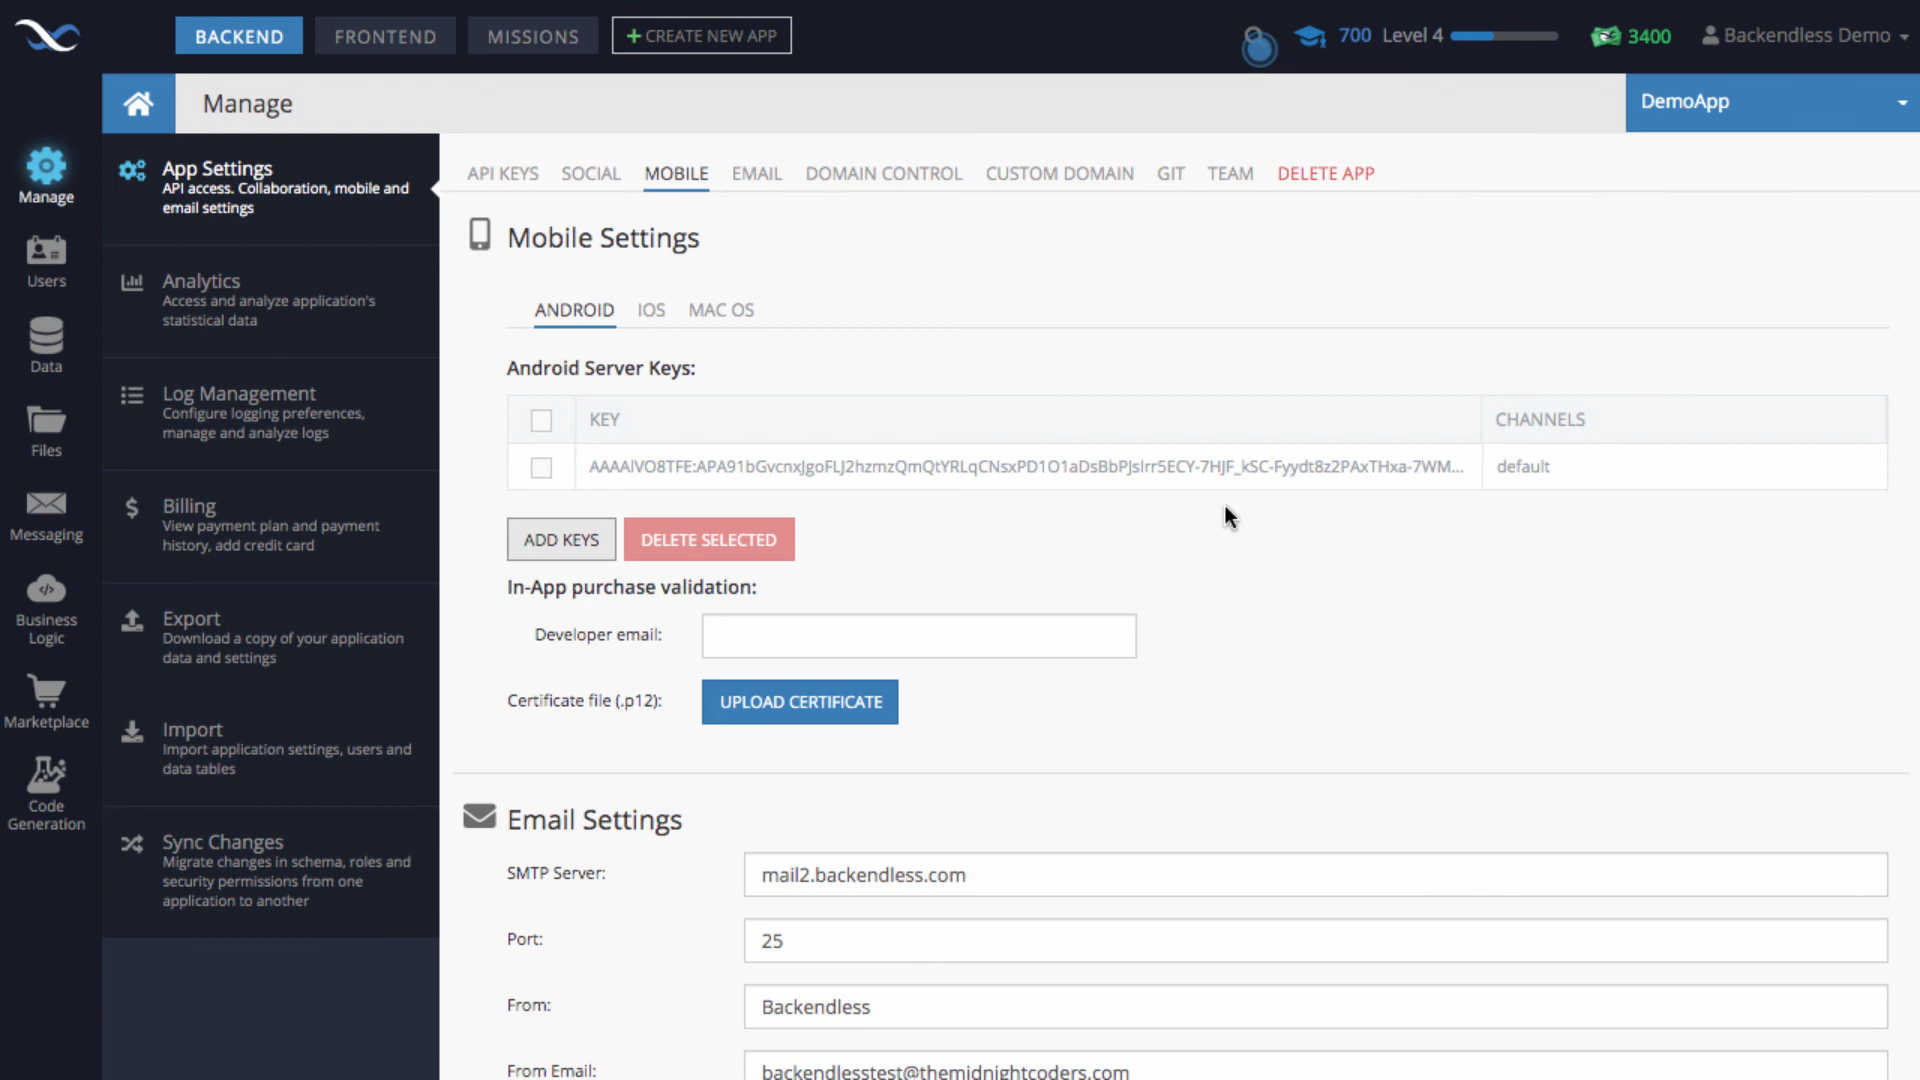 BACKEND
FRONTEND
MISSIONS
+ CREATE NEW APP
700 Level 4
3400
Backendless Demo
Manage
DemoApp
Manage
Users
Data
Files
Messaging
Business
Logic
Marketplace
Code
Generation
App Settings
API access. Collaboration, mobile and
email settings
Analytics
Access and analyze application's
statistical data
Log Management
Configure logging preferences,
manage and analyze logs
Billing
View payment plan and payment
history, add credit card
Export
Download a copy of your application
data and settings
Import
Import application settings, users and
data tables
Sync Changes
Migrate changes in schema, roles and
security permissions from one
application to another
API KEYS SOCIAL MOBILE EMAIL DOMAIN CONTROL CUSTOM DOMAIN GIT TEAM DELETE APP
Mobile Settings
ANDROID IOS MAC OS
Android Server Keys:
KEY CHANNELS
AAAAlVO8TFE:APA91bGvcnxJgoFLJ2hzmzQmQtYRLqCNsxPD1O1aDsBbPJslrr5ECY-7HJF_kSC-Fyydt8z2PAxTHxa-7WM... default
ADD KEYS DELETE SELECTED
In-App purchase validation:
Developer email:
Certificate file (.p12): UPLOAD CERTIFICATE
Email Settings
SMTP Server: mail2.backendless.com
Port: 25
From: Backendless
From Email: backendlesstest@themidnightcoders.com